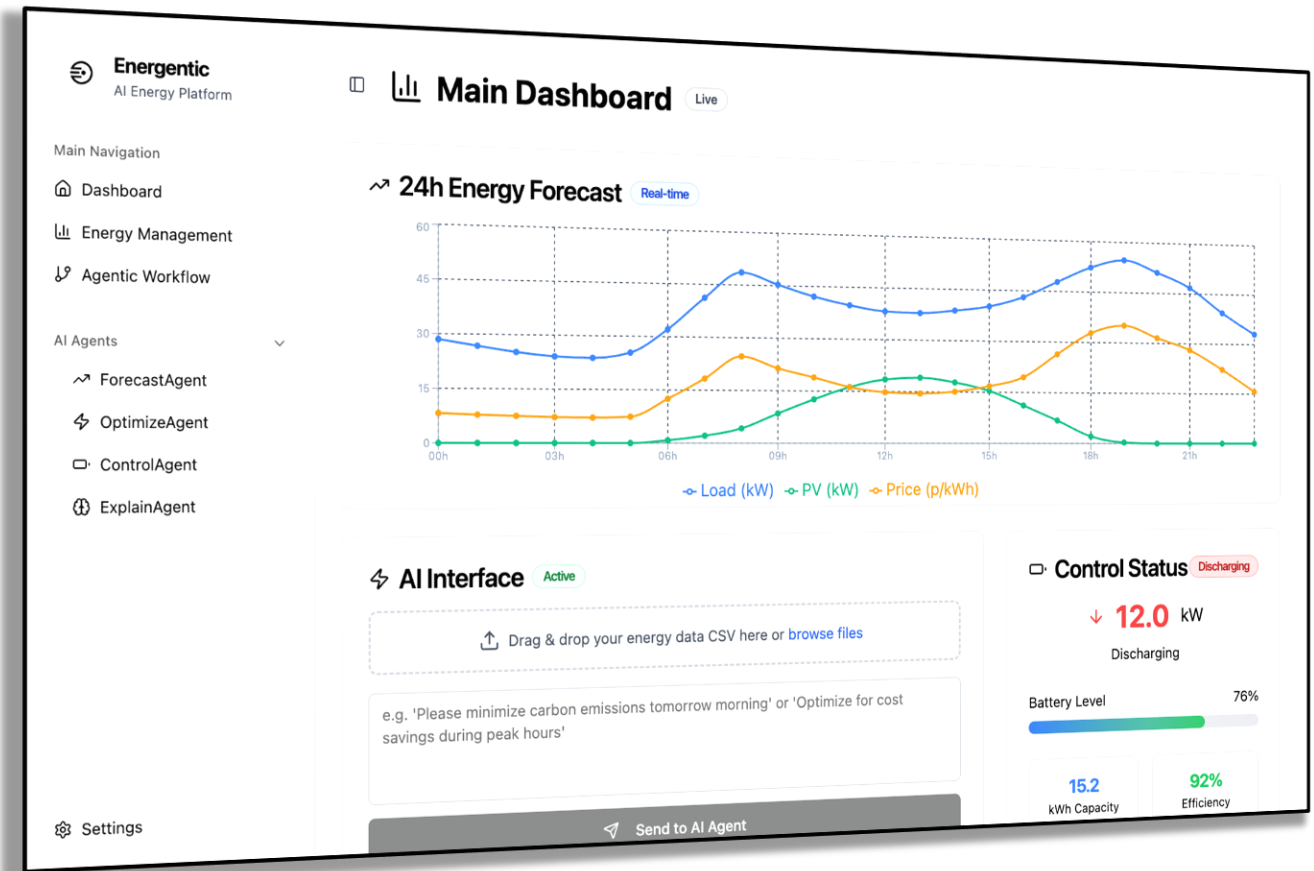 Energentic
AI Energy Platform
Main Navigation
Dashboard
Energy Management
Agentic Workflow
AI Agents
ForecastAgent
OptimizeAgent
ControlAgent
ExplainAgent
Settings
Main Dashboard Live
24h Energy Forecast Real-time
60
45
30
15
0
00h 03h 06h 09h 12h 15h 18h 21h
Load (kW) PV (kW) Price (p/kWh)
AI Interface Active
Drag & drop your energy data CSV here or browse files
e.g. 'Please minimize carbon emissions tomorrow morning' or 'Optimize for cost
savings during peak hours'
Send to AI Agent
Control Status Discharging
12.0 kW
Discharging
Battery Level 76%
15.2
kWh Capacity
92%
Efficiency